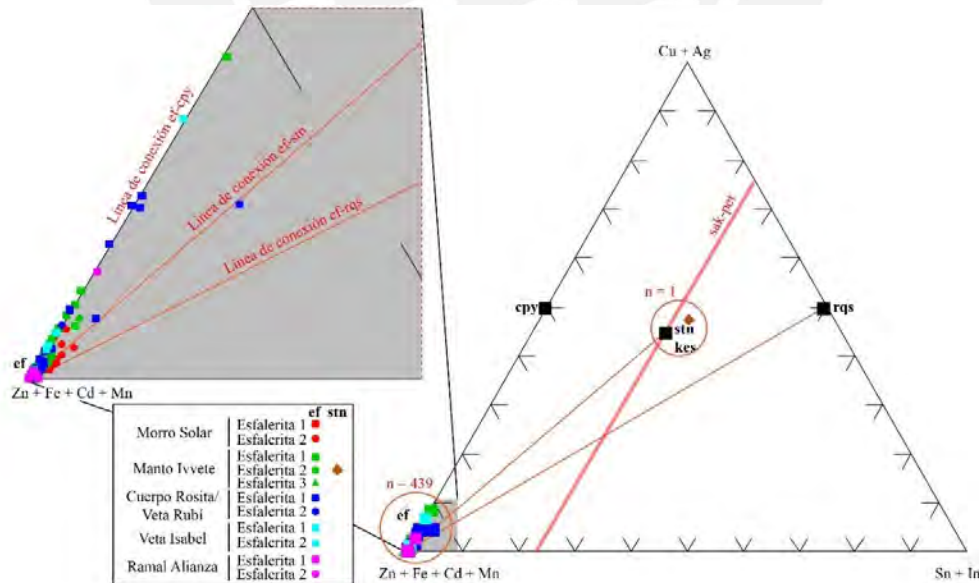 Línea de conexión ef-cpy
Línea de conexión ef-stn
Línea de conexión ef-rqs
ef
Zn + Fe + Cd + Mn
Cu + Ag
sak-pet
n = 1
cpy
stn
kes
rqs
n = 439
ef
Zn + Fe + Cd + Mn
Sn + In
ef stn
Morro Solar
Esfalerita 1
Esfalerita 2
Manto Ivvete
Esfalerita 1
Esfalerita 2
Esfalerita 3
Cuerpo Rosita/
Veta Rubí
Esfalerita 1
Esfalerita 2
Veta Isabel
Esfalerita 1
Esfalerita 2
Ramal Alianza
Esfalerita 1
Esfalerita 2